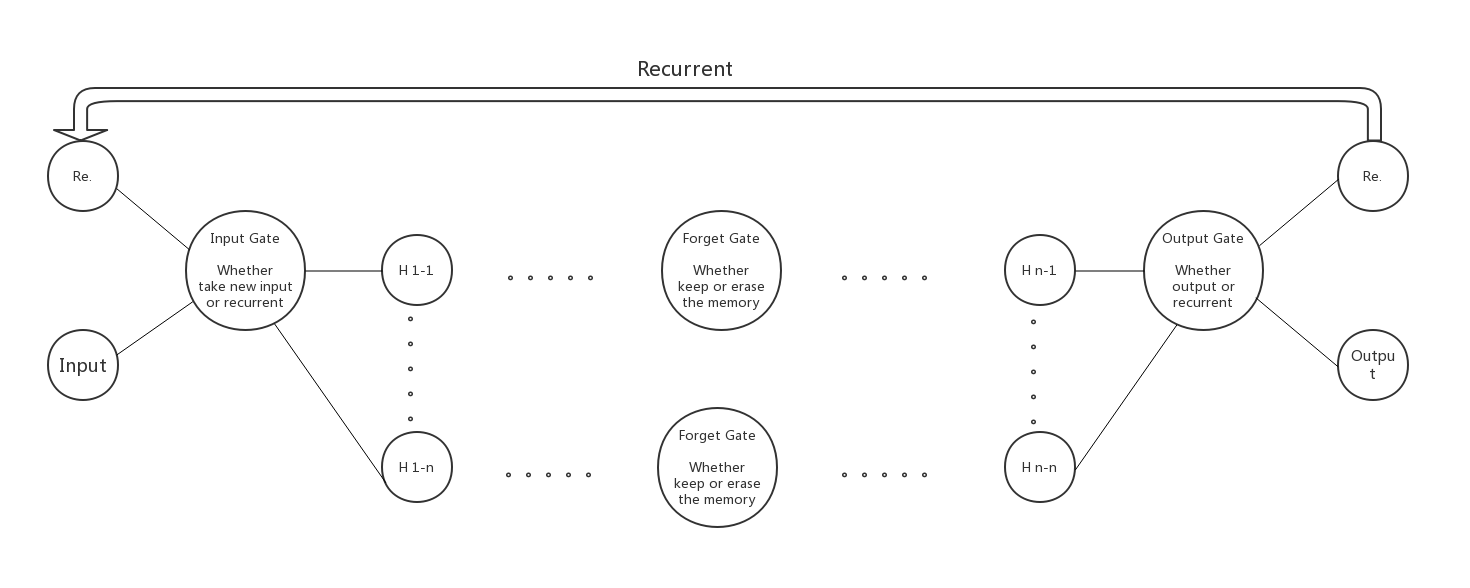 Recurrent
Re.
Re.
Input Gate
Whether
take new input
or recurrent
H 1-1
Forget Gate
Whether
keep or erase
the memory
H n-1
Output Gate
Whether
output or
recurrent
Input
Outpu
t
H 1-n
Forget Gate
Whether
keep or erase
the memory
H n-n